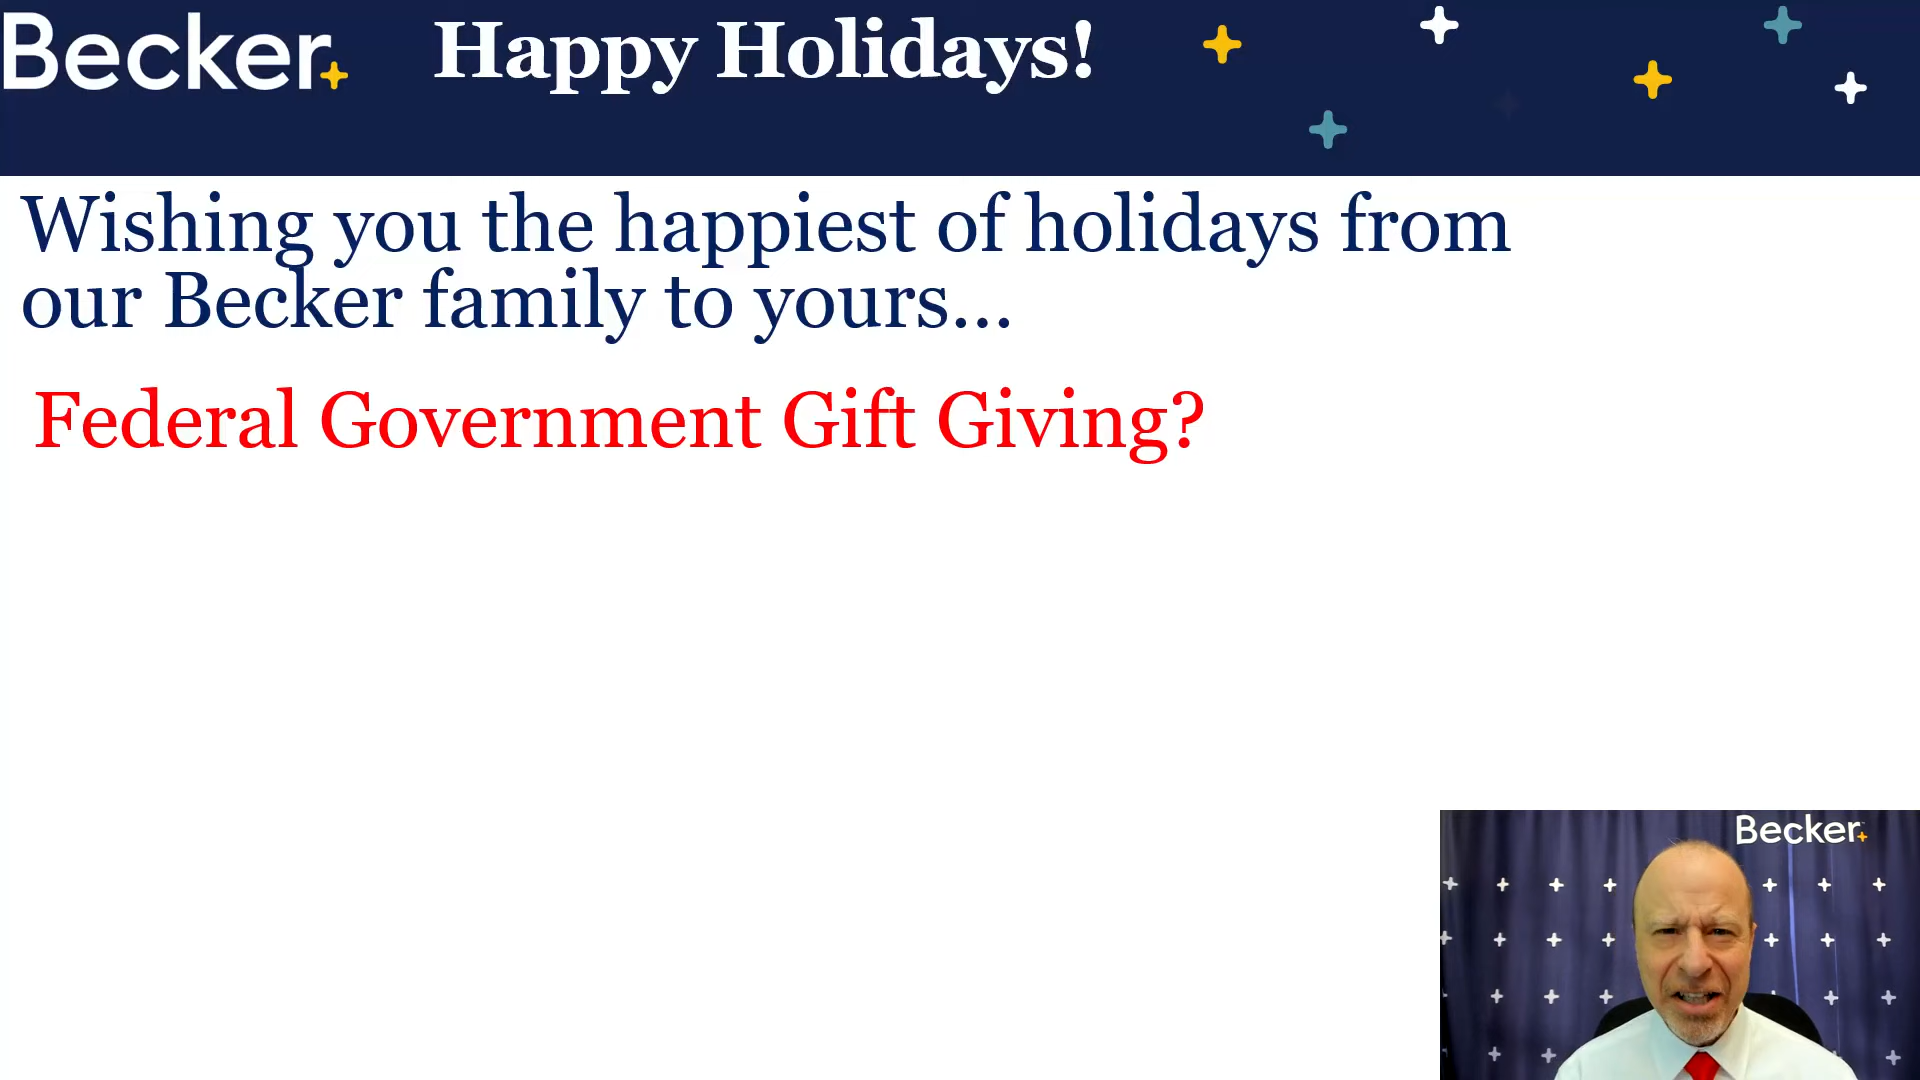 Becker
Happy Holidays!
Wishing you the happiest of holidays from
our Becker family to yours...
Federal Government Gift Giving?
Becker